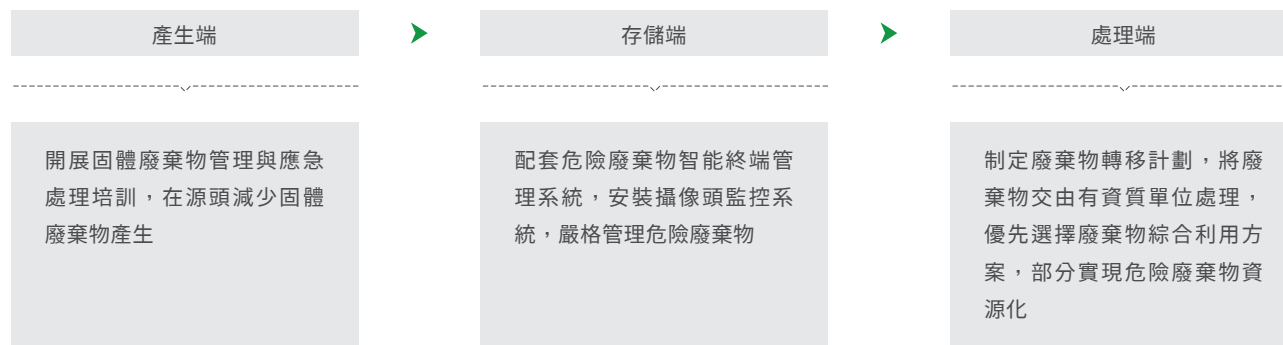 產生端
存儲端
處理端
開展固體廢棄物管理與應急
處理培訓，在源頭減少固體
廢棄物產生
配套危險廢棄物智能終端管
理系統，安裝攝像頭監控系
統，嚴格管理危險廢棄物
制定廢棄物轉移計劃，將廢
棄物交由有資質單位處理，
優先選擇廢棄物綜合利用方
案，部分實現危險廢棄物資
源化